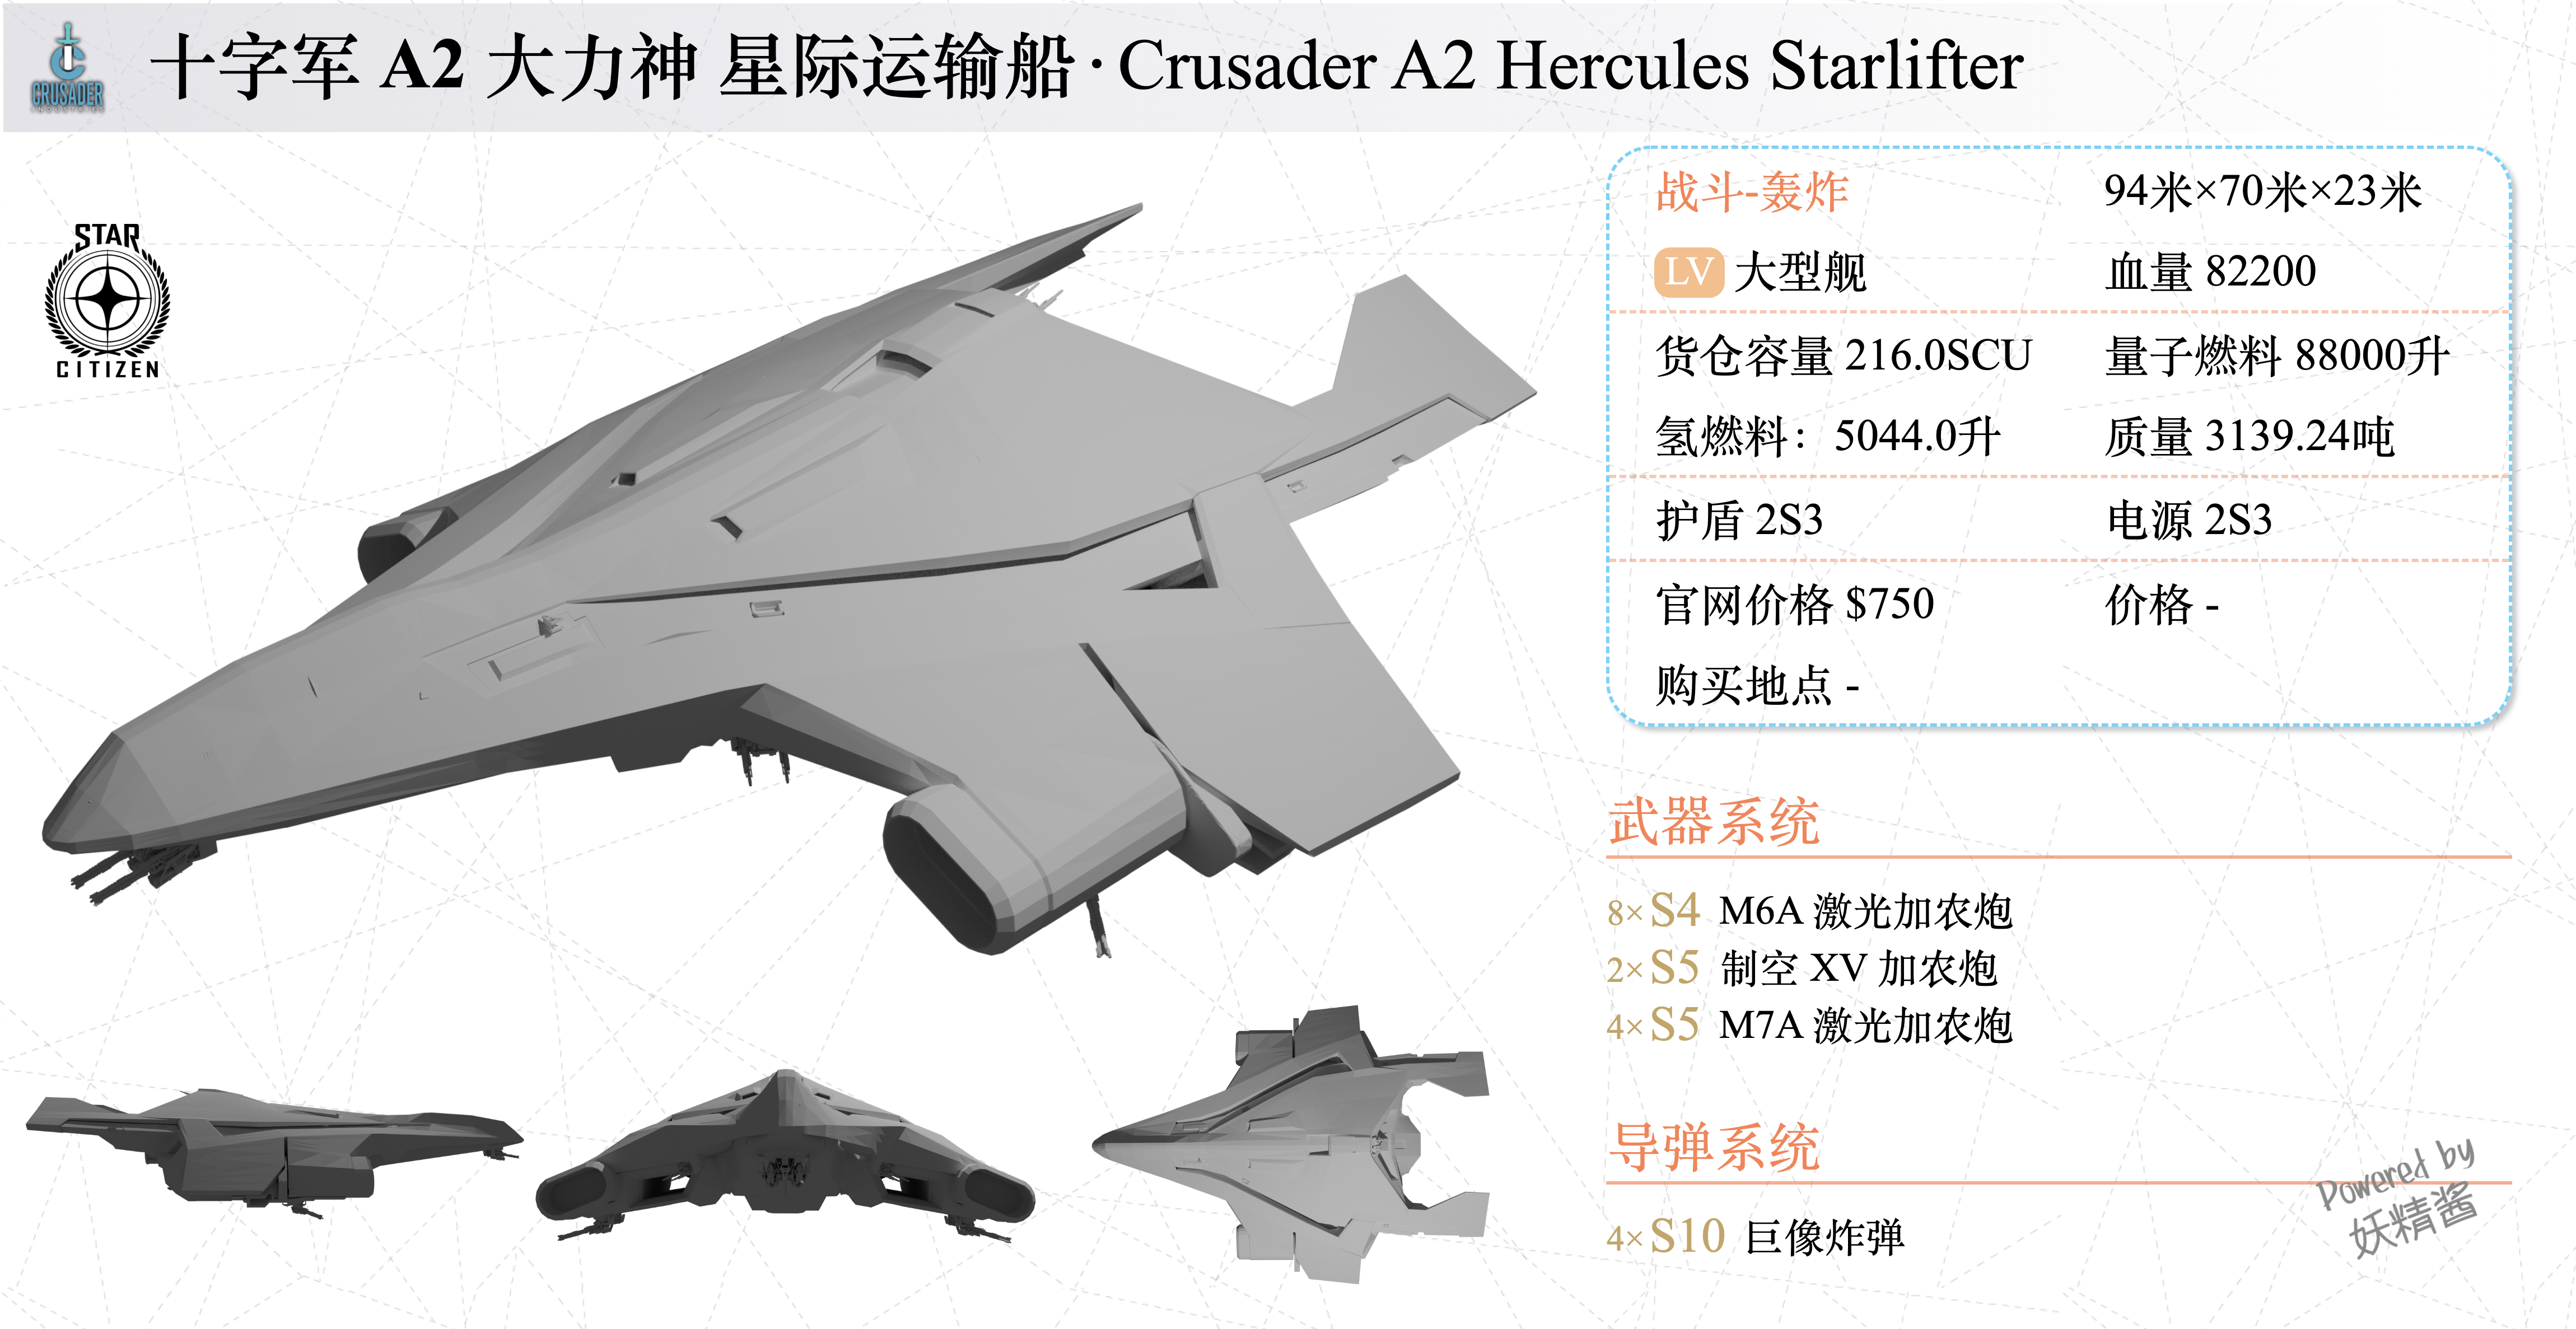 CRUSADER
INDUSTRIES
十字军 A2 大力神 星际运输船·Crusader A2 Hercules Starlifter
STAR
CITIZEN
战斗-轰炸 94米×70米×23米
LV 大型舰 血量 82200
货仓容量 216.0SCU 量子燃料 88000升
氢燃料：5044.0升 质量 3139.24吨
护盾 2S3 电源 2S3
官网价格 $750 价格 -
购买地点 -
武器系统
8× S4 M6A 激光加农炮
2× S5 制空 XV 加农炮
4× S5 M7A 激光加农炮
导弹系统
4× S10 巨像炸弹
Powered by
妖精酱